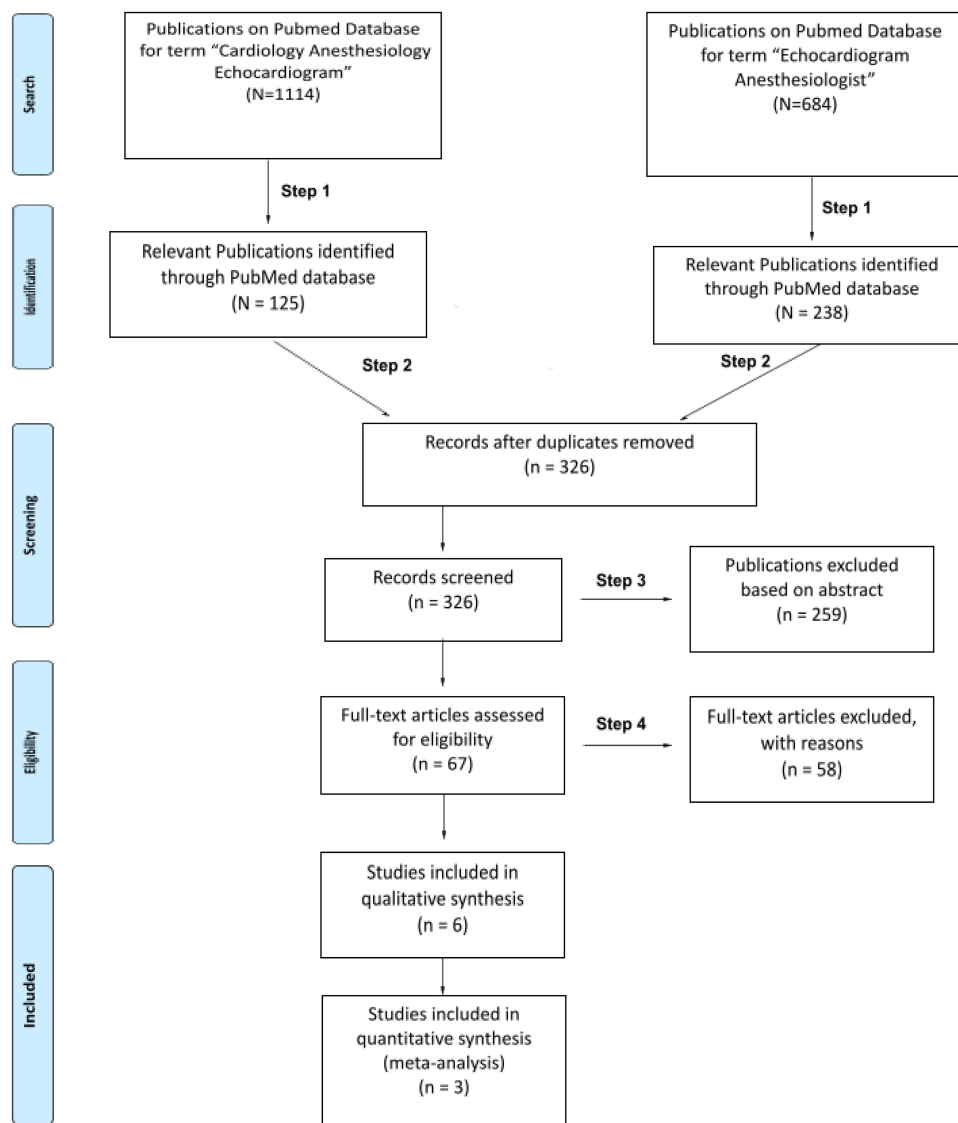 Search
Publications on Pubmed Database
for term “Cardiology Anesthesiology
Echocardiogram”
(N=1114)
Publications on Pubmed Database
for term “Echocardiogram
Anesthesiologist”
(N=684)
Step 1
Step 1
Identification
Relevant Publications identified
through PubMed database
(N = 125)
Relevant Publications identified
through PubMed database
(N = 238)
Step 2
Step 2
Screening
Records after duplicates removed
(n = 326)
Records screened
(n = 326)
Step 3
Publications excluded
based on abstract
n = 259)
Eligibility
Full-text articles assessed
for eligibility
(n = 67)
Step 4
Full-text articles excluded,
with reasons
(n = 58)
Included
Studies included in
qualitative synthesis
(n = 6)
Studies included in
quantitative synthesis
(meta-analysis)
(n = 3)